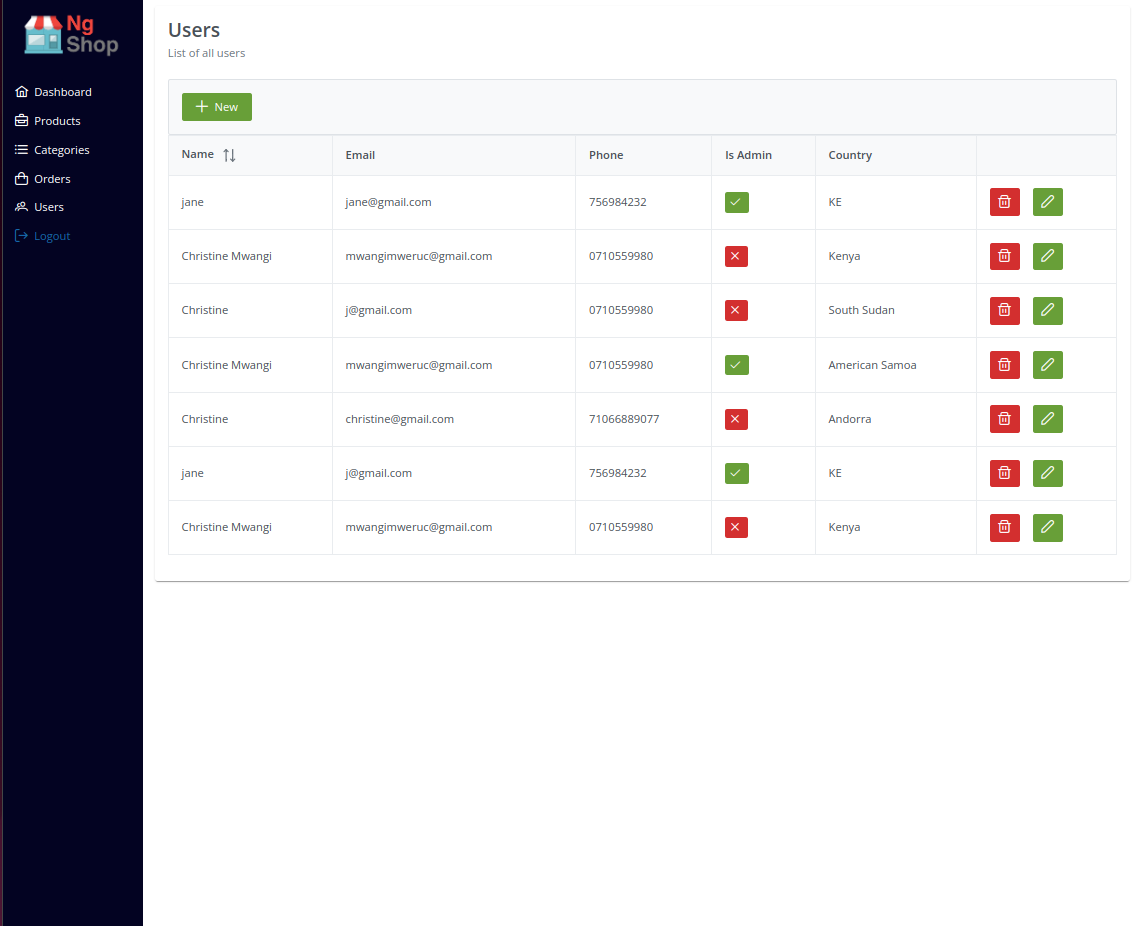 Ng
Shop
Dashboard
Products
Categories
Orders
Users
Logout
Users
List of all users
New
Name Email Phone Is Admin Country
jane jane@gmail.com 756984232 KE
Christine Mwangi mwangimweruc@gmail.com 0710559980 Kenya
Christine j@gmail.com 0710559980 South Sudan
Christine Mwangi mwangimweruc@gmail.com 0710559980 American Samoa
Christine christine@gmail.com 71066889077 Andorra
jane j@gmail.com 756984232 KE
Christine Mwangi mwangimweruc@gmail.com 0710559980 Kenya